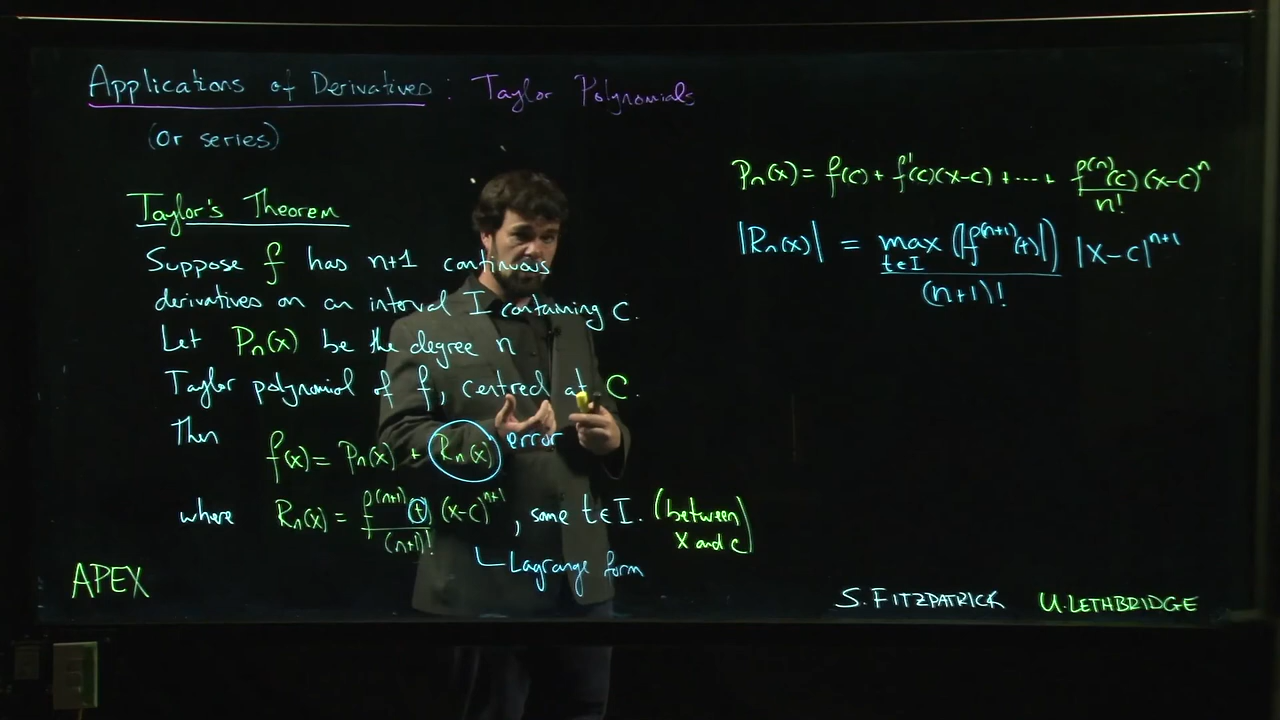 Applications of Derivatives : Taylor Polynomials
(Or series)
Taylor's Theorem
Suppose f has n+1 continuous
derivatives on an interval I containing c.
Let Pn(x) be the degree n
Taylor polynomial of f, centred at c.
Then
f(x) = Pn(x) + Rn(x) error
where Rn(x) = f^(n+1)(t)/(n+1)! (x-c)^n+1, some t∈I. (between x and c)
Lagrange form
APEX
Pn(x) = f(c) + f'(c)(x-c) + ... + f^(n)(c)/n! (x-c)^n
|Rn(x)| = max t∈I (|f^(n+1)(t)|)/(n+1)! |x-c|^n+1
S. FITZPATRICK U. LETHBRIDGE